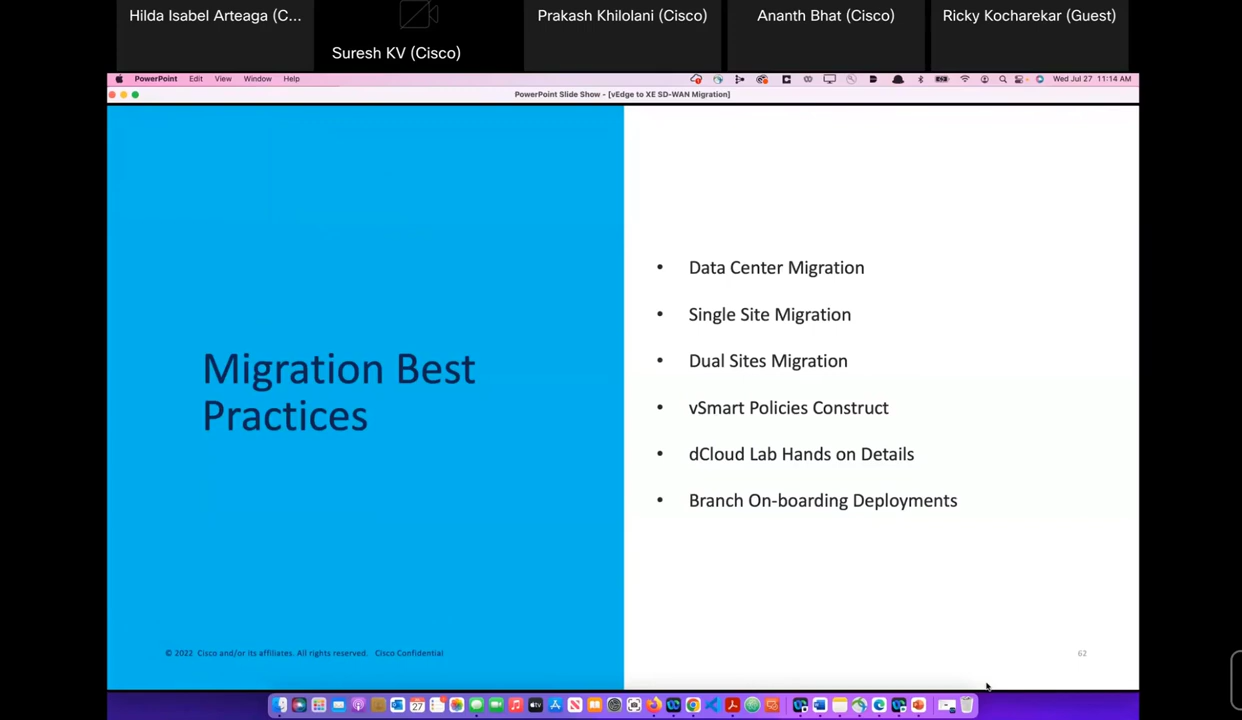 Hilda Isabel Arteaga (C...
Suresh KV (Cisco)
Prakash Khilolani (Cisco)
Ananth Bhat (Cisco)
Ricky Kocharekar (Guest)
PowerPoint Edit View Window Help
Wed Jul 27 11:14 AM
PowerPoint Slide Show - [vEdge to XE SD-WAN Migration]
Migration Best
Practices
• Data Center Migration
• Single Site Migration
• Dual Sites Migration
• vSmart Policies Construct
• dCloud Lab Hands on Details
• Branch On-boarding Deployments
© 2022 Cisco and/or its affiliates. All rights reserved. Cisco Confidential
62
27